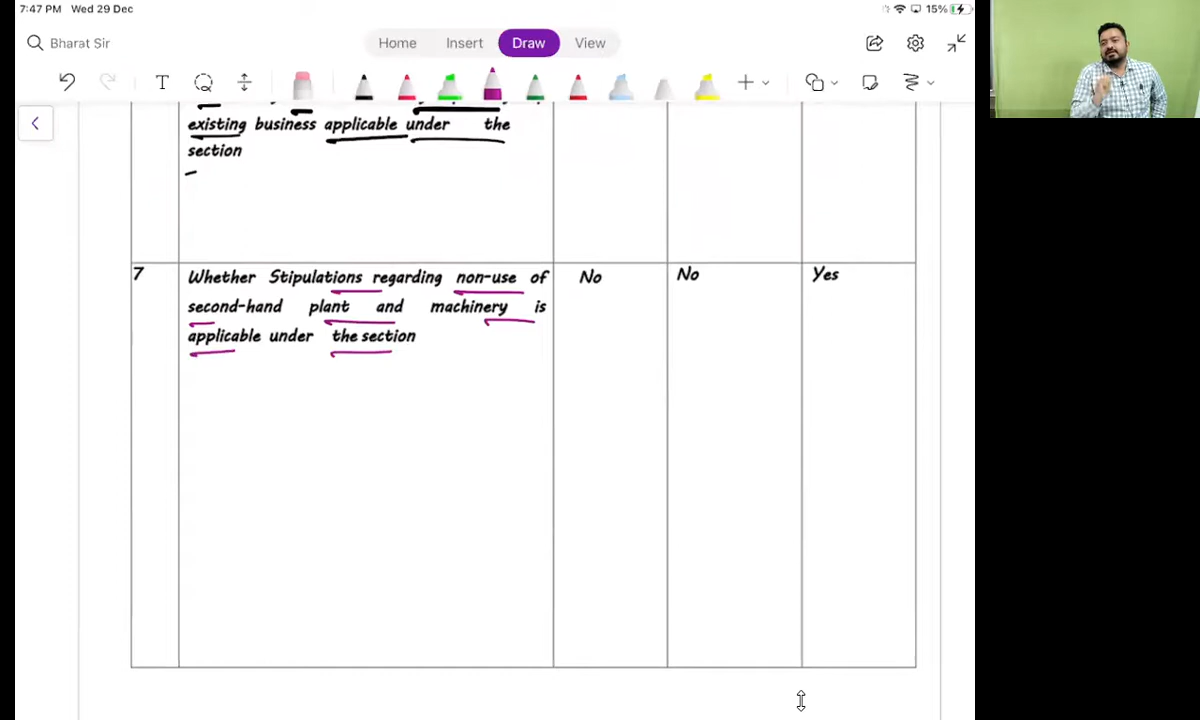 7:47 PM Wed 29 Dec
15%
Bharat Sir
Home Insert Draw View
T
existing business applicable under the
section
7 Whether Stipulations regarding non-use of No No Yes
second-hand plant and machinery is
applicable under the section